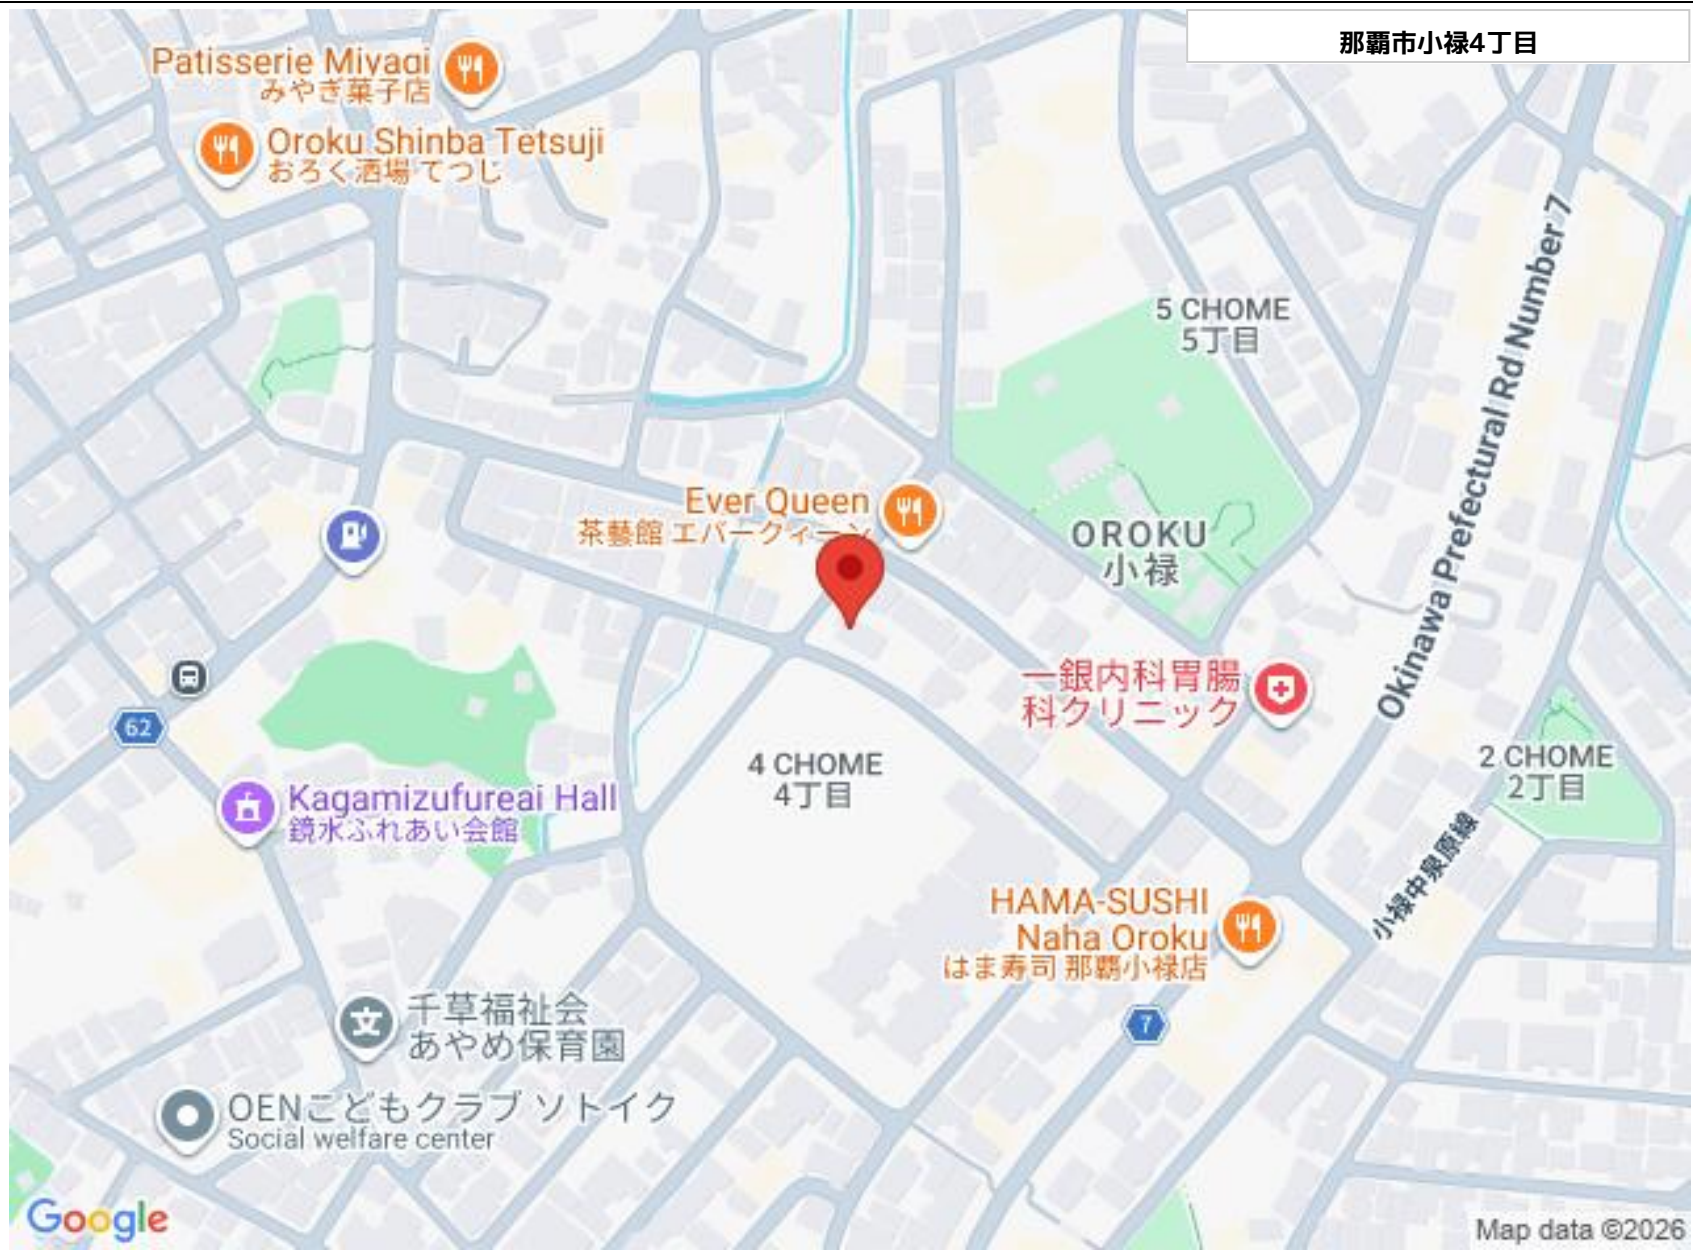 那覇市小禄4丁目
Patisserie Miyagi
みやぎ菓子店
Oroku Shinba Tetsuji
おろく酒場 てつじ
Okinawa Prefectural Rd Number 7
5 CHOME
5丁目
Ever Queen
茶藝館 エバークィーン
OROKU
小禄
一銀内科胃腸
科クリニック
62
4 CHOME
4丁目
2 CHOME
2丁目
Kagamizufureai Hall
鏡水ふれあい会館
小禄中泉原線
HAMA-SUSHI
Naha Oroku
はま寿司 那覇小禄店
千草福祉会
あやめ保育園
7
OENこどもクラブ ソトイク
Social welfare center
Google
Map data ©2026